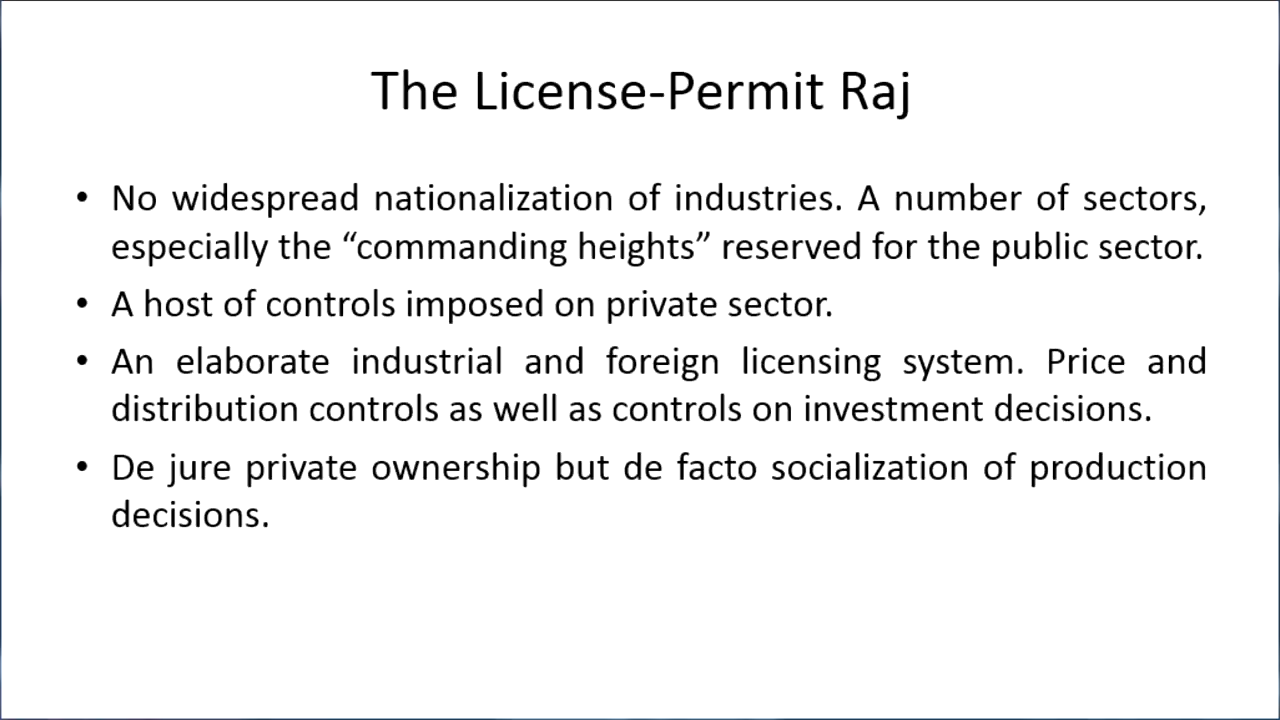 The License-Permit Raj
• No widespread nationalization of industries. A number of sectors,
especially the “commanding heights” reserved for the public sector.
• A host of controls imposed on private sector.
• An elaborate industrial and foreign licensing system. Price and
distribution controls as well as controls on investment decisions.
• De jure private ownership but de facto socialization of production
decisions.